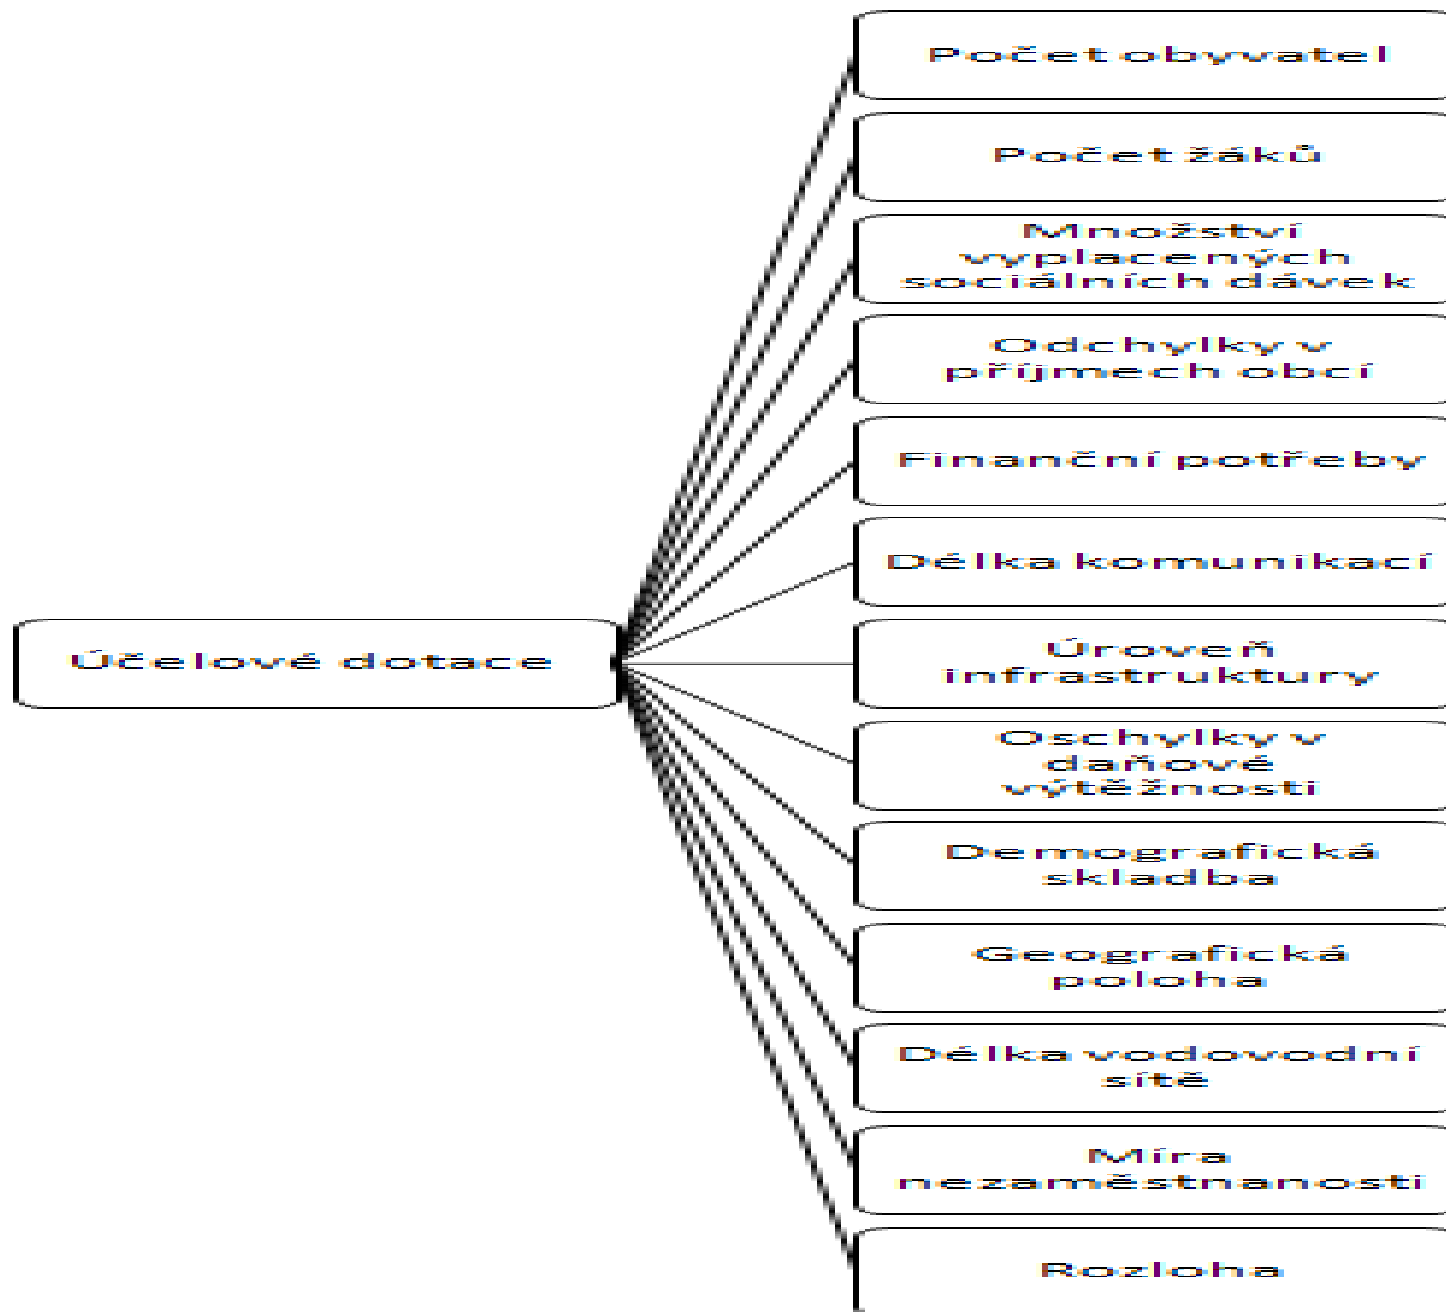 Počet obyvatel
Počet žáků
Množství
vyplacených
sociálních dávek
Odchylky v
příjmech obcí
Finanční potřeby
Délka komunikací
Účelové dotace
Úroveň
infrastruktury
Oschylky v
daňové
výtěžnosti
Demografická
skladba
Geografická
poloha
Délka vodovodní
sítě
Míra
nezaměstnanosti
Rozloha